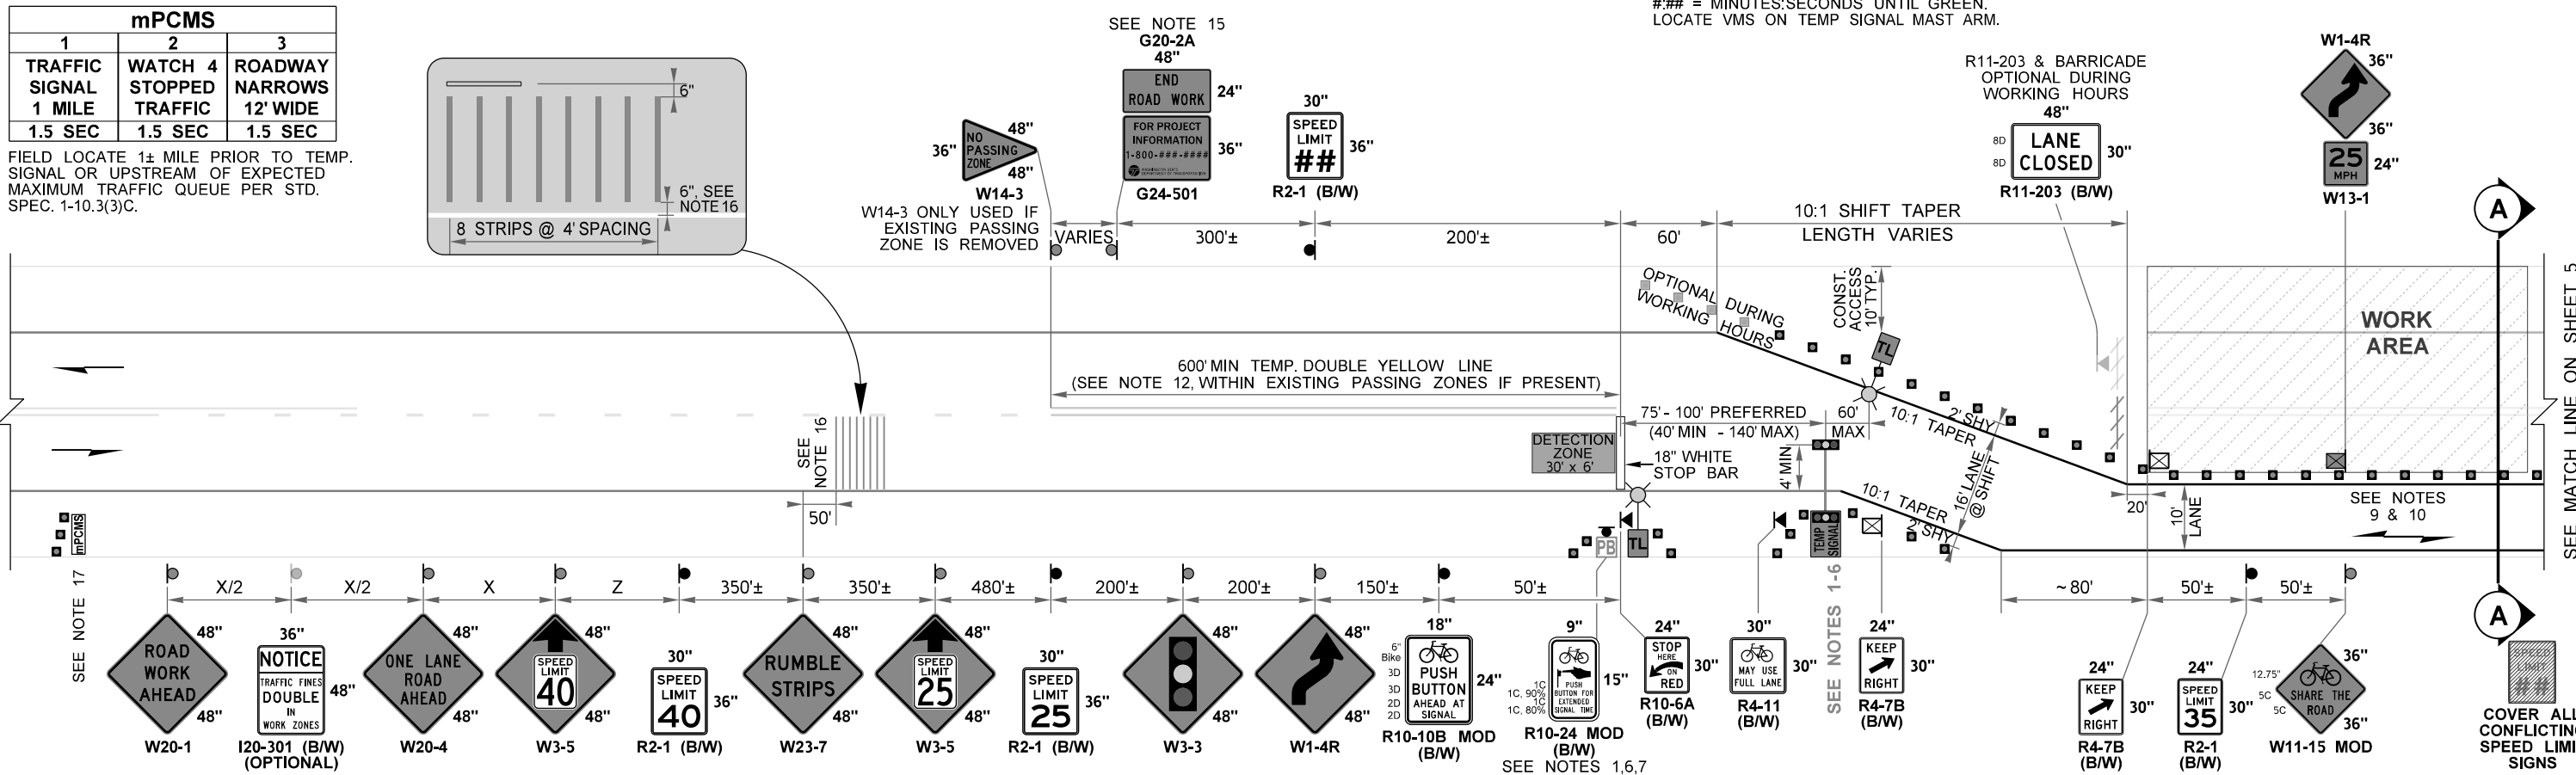 mPCMS
1 2 3
TRAFFIC WATCH 4 ROADWAY
SIGNAL STOPPED NARROWS
1 MILE TRAFFIC 12' WIDE
1.5 SEC 1.5 SEC 1.5 SEC
FIELD LOCATE 1± MILE PRIOR TO TEMP.
SIGNAL OR UPSTREAM OF EXPECTED
MAXIMUM TRAFFIC QUEUE PER STD.
SPEC. 1-10.3(3)C.
6"
6", SEE
NOTE 16
8 STRIPS @ 4' SPACING
#:## = MINUTES:SECONDS UNTIL GREEN.
LOCATE VMS ON TEMP SIGNAL MAST ARM.
NO
PASSING
ZONE
48"
36"
48"
W14-3
W14-3 ONLY USED IF
EXISTING PASSING
ZONE IS REMOVED
SEE NOTE 15
G20-2A
48"
END
ROAD WORK
24"
FOR PROJECT
INFORMATION
1-800-###-####
36"
G24-501
30"
SPEED
LIMIT
##
36"
R2-1 (B/W)
R11-203 & BARRICADE
OPTIONAL DURING
WORKING HOURS
48"
8D
8D
LANE
CLOSED
30"
R11-203 (B/W)
W1-4R
36"
36"
25
MPH
24"
W13-1
A
VARIES
300'±
200'±
60'
10:1 SHIFT TAPER
LENGTH VARIES
OPTIONAL DURING
WORKING HOURS
CONST.
ACCESS
10' TYP.
TL
WORK
AREA
SEE MATCH LINE ON SHEET 5
600' MIN TEMP. DOUBLE YELLOW LINE
(SEE NOTE 12, WITHIN EXISTING PASSING ZONES IF PRESENT)
75' - 100' PREFERRED
(40' MIN - 140' MAX)
60'
MAX
10:1 TAPER
2' SHY
SEE
NOTE 16
50'
DETECTION
ZONE
30' x 6'
18" WHITE
STOP BAR
4' MIN
16' LANE
@ SHIFT
10:1 TAPER
2' SHY
20'
10'
LANE
SEE NOTES
9 & 10
mPCMS
SEE NOTE 17
PB
TL
TEMP
SIGNAL
SEE NOTES 1-6
A
X/2
X/2
X
Z
350'±
350'±
480'±
200'±
200'±
150'±
50'±
~80'
50'±
50'±
ROAD
WORK
AHEAD
48"
48"
W20-1
36"
NOTICE
TRAFFIC FINES
DOUBLE
IN
WORK ZONES
48"
I20-301 (B/W)
(OPTIONAL)
ONE LANE
ROAD
AHEAD
48"
48"
W20-4
SPEED
LIMIT
40
48"
48"
W3-5
30"
SPEED
LIMIT
40
36"
R2-1 (B/W)
RUMBLE
STRIPS
48"
48"
W23-7
SPEED
LIMIT
25
48"
48"
W3-5
30"
SPEED
LIMIT
25
36"
R2-1 (B/W)
48"
48"
W3-3
48"
48"
W1-4R
18"
6"
Bike
3D
3D
2D
2D
PUSH
BUTTON
AHEAD AT
SIGNAL
24"
R10-10B MOD
(B/W)
9"
1C
1C, 90%
1C
1C, 80%
PUSH
BUTTON FOR
EXTENDED
SIGNAL TIME
15"
R10-24 MOD
(B/W)
SEE NOTES 1,6,7
24"
STOP
HERE
ON
RED
30"
R10-6A
(B/W)
30"
MAY USE
FULL LANE
30"
R4-11
(B/W)
24"
KEEP
RIGHT
30"
R4-7B
(B/W)
24"
KEEP
RIGHT
30"
R4-7B
(B/W)
24"
SPEED
LIMIT
35
30"
R2-1
(B/W)
12.75"
5C
5C
SHARE THE
ROAD
36"
36"
W11-15 MOD
SPEED
LIMIT
##
COVER ALL
CONFLICTING
SPEED LIMIT
SIGNS